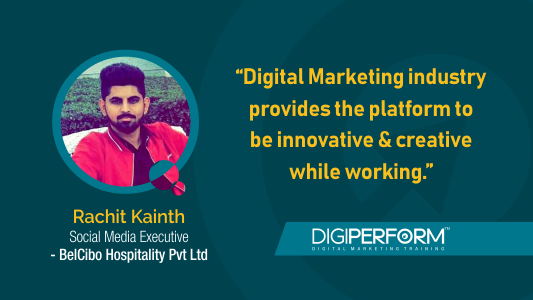 “Digital Marketing industry
provides the platform to
be innovative & creative
while working.”
Rachit Kainth
Social Media Executive
- BelCibo Hospitality Pvt Ltd
DIGIPERFORM™
DIGITAL MARKETING TRAINING